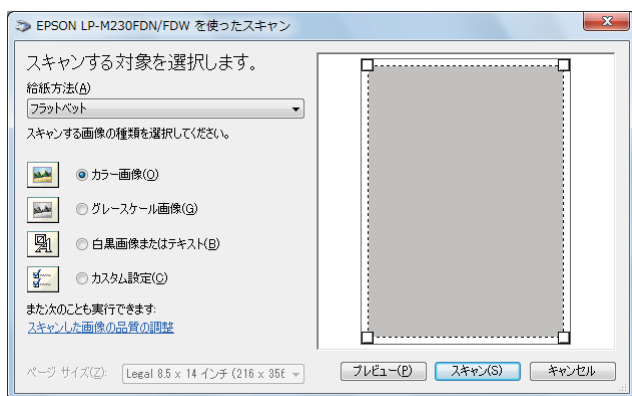 EPSON LP-M230FDN/FDW を使ったスキャン
スキャンする対象を選択します。
給紙方法(A)
フラットベット
スキャンする画像の種類を選択してください。
カラー画像(O)
グレースケール画像(G)
白黒画像またはテキスト(B)
カスタム設定(C)
また次のことも実行できます:
スキャンした画像の品質の調整
ページ サイズ(Z): Legal 8.5 x 14 インチ (216 x 356
プレビュー(P) スキャン(S) キャンセル